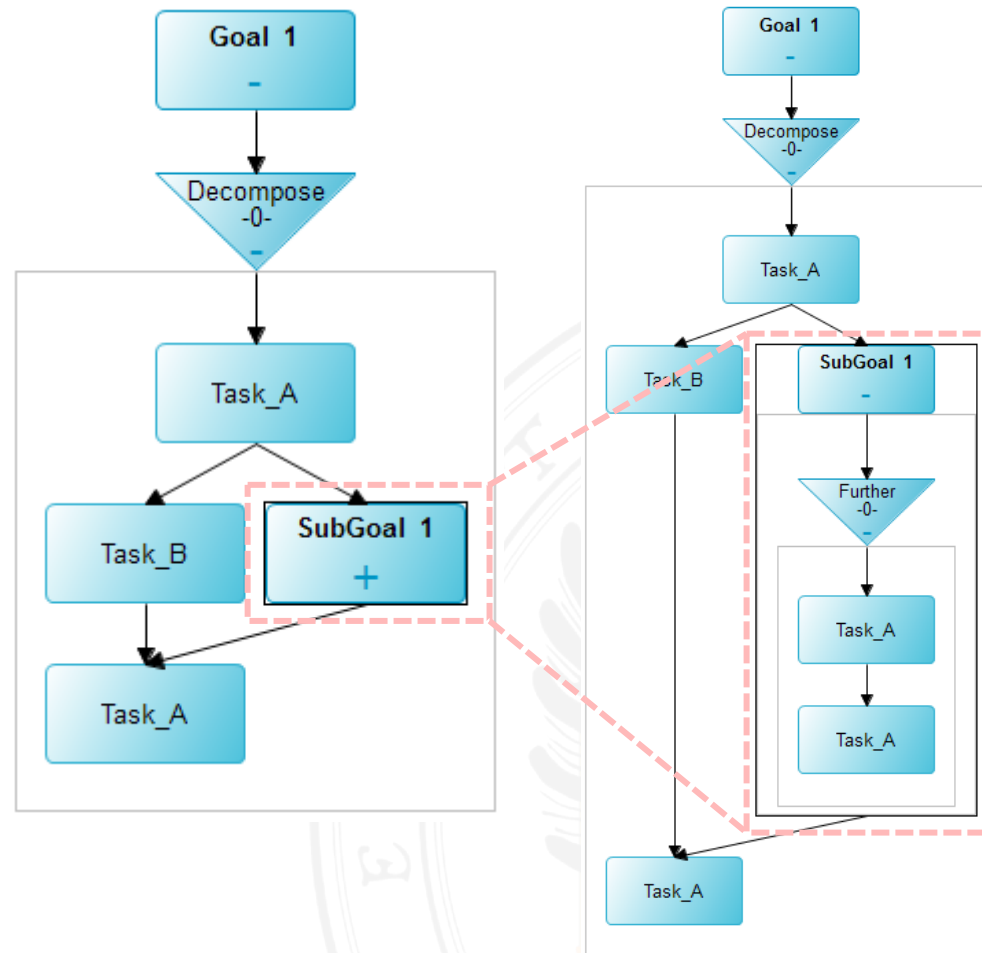 Goal 1
-
Decompose
-0-
-
Task_A
Task_B
SubGoal 1
+
Task_A
Goal 1
-
Decompose
-0-
-
Task_A
Task_B
SubGoal 1
-
Further
-0-
-
Task_A
Task_A
Task_A